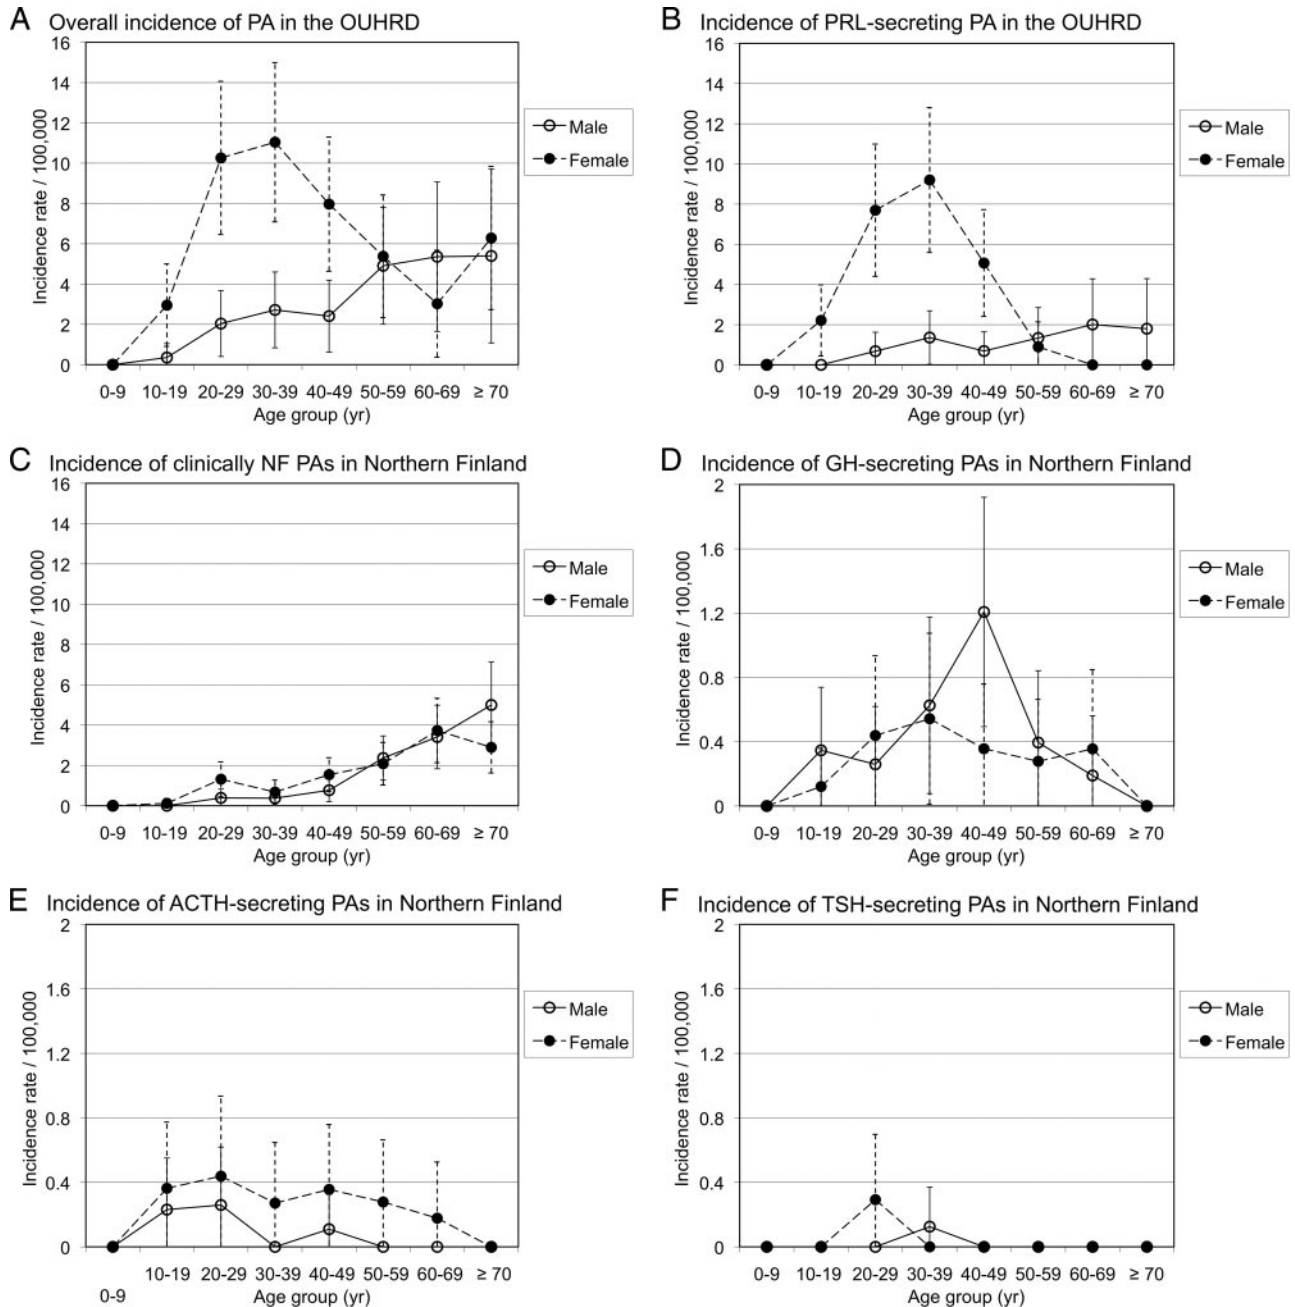 A Overall incidence of PA in the OUHRD
16
14
12
10
8
6
4
2
0
Incidence rate / 100,000
0-9 10-19 20-29 30-39 40-49 50-59 60-69 ≥ 70
Age group (yr)
Male
Female
B Incidence of PRL-secreting PA in the OUHRD
16
14
12
10
8
6
4
2
0
Incidence rate / 100,000
0-9 10-19 20-29 30-39 40-49 50-59 60-69 ≥ 70
Age group (yr)
Male
Female
C Incidence of clinically NF PAs in Northern Finland
16
14
12
10
8
6
4
2
0
Incidence rate / 100,000
0-9 10-19 20-29 30-39 40-49 50-59 60-69 ≥ 70
Age group (yr)
Male
Female
D Incidence of GH-secreting PAs in Northern Finland
2
1.6
1.2
0.8
0.4
0
Incidence rate / 100,000
0-9 10-19 20-29 30-39 40-49 50-59 60-69 ≥ 70
Age group (yr)
Male
Female
E Incidence of ACTH-secreting PAs in Northern Finland
2
1.6
1.2
0.8
0.4
0
Incidence rate / 100,000
10-19 20-29 30-39 40-49 50-59 60-69 ≥ 70
0-9
Age group (yr)
Male
Female
F Incidence of TSH-secreting PAs in Northern Finland
2
1.6
1.2
0.8
0.4
0
Incidence rate / 100,000
0-9 10-19 20-29 30-39 40-49 50-59 60-69 ≥ 70
Age group (yr)
Male
Female